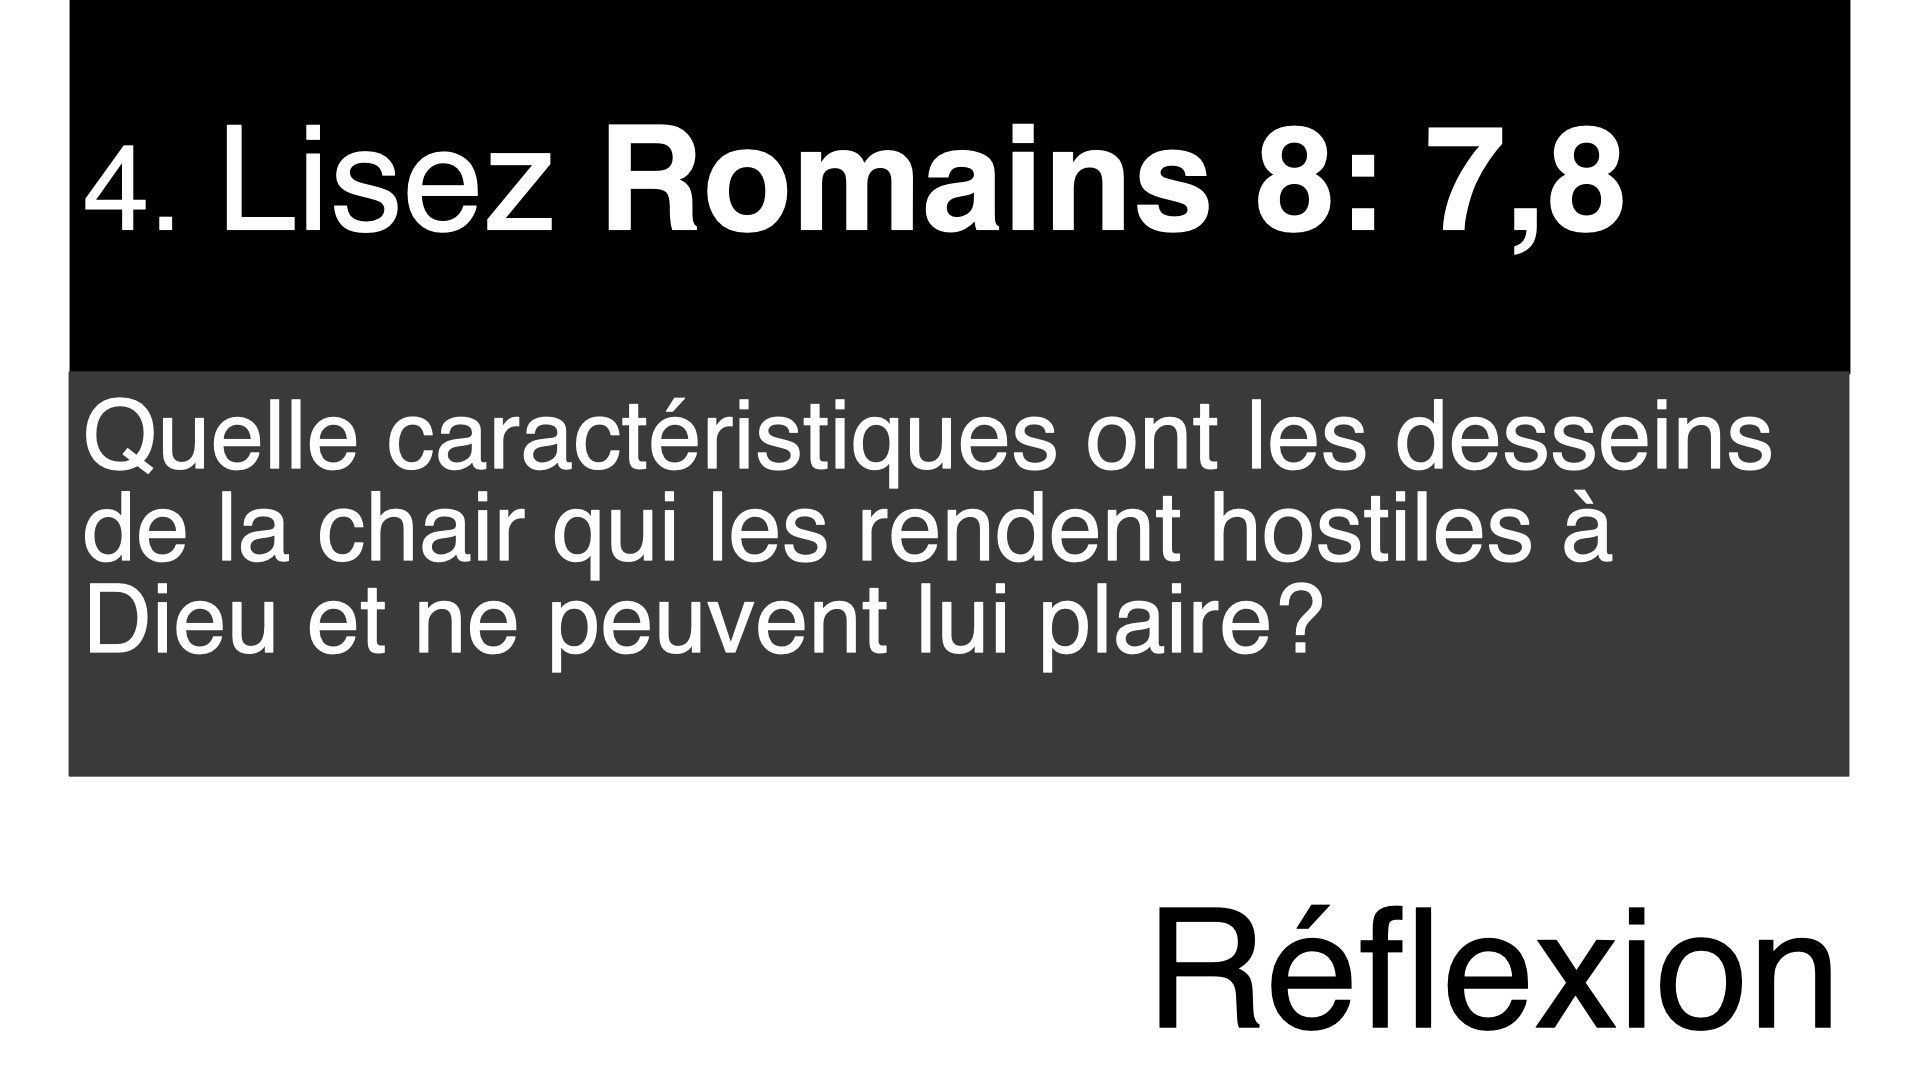 4. Lisez Romains 8: 7,8
Quelle caractéristiques ont les desseins
de la chair qui les rendent hostiles à
Dieu et ne peuvent lui plaire?
Réflexion